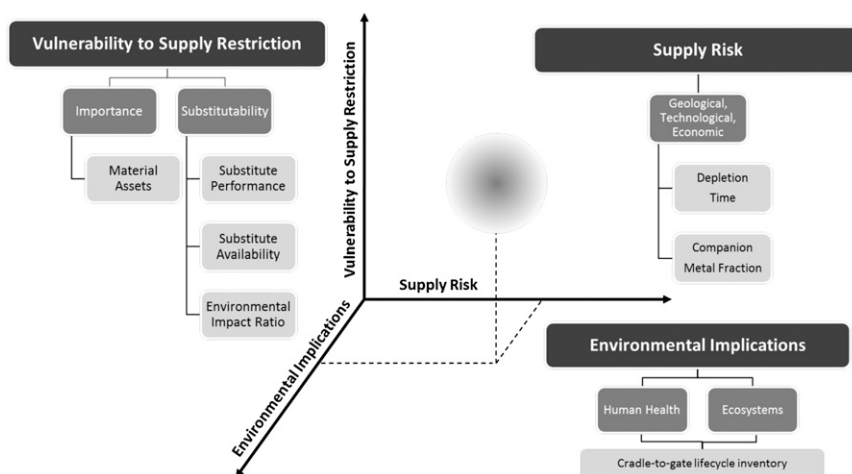 Vulnerability to Supply Restriction
Importance
Substitutability
Material
Assets
Substitute
Performance
Substitute
Availability
Environmental
Impact Ratio
Vulnerability to Supply Restriction
Supply Risk
Environmental Implications
Supply Risk
Geological,
Technological,
Economic
Depletion
Time
Companion
Metal Fraction
Environmental Implications
Human Health
Ecosystems
Cradle-to-gate lifecycle inventory